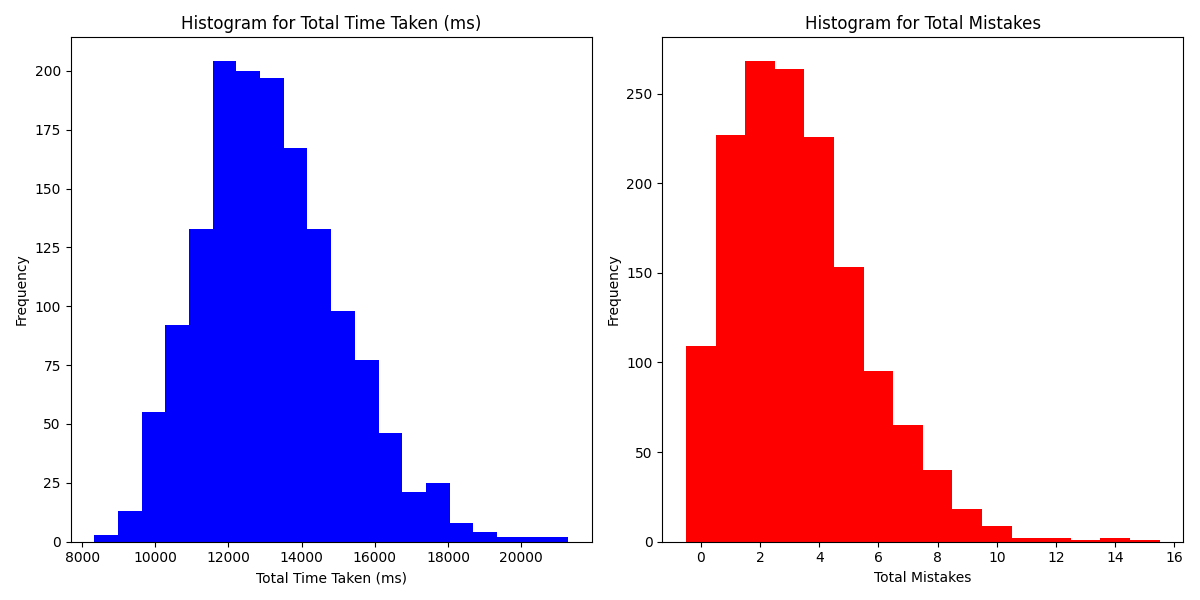 Histogram for Total Time Taken (ms)
200
175
150
125
100
75
50
25
0
Frequency
8000 10000 12000 14000 16000 18000 20000
Total Time Taken (ms)
Histogram for Total Mistakes
250
200
150
100
50
0
Frequency
0 2 4 6 8 10 12 14 16
Total Mistakes